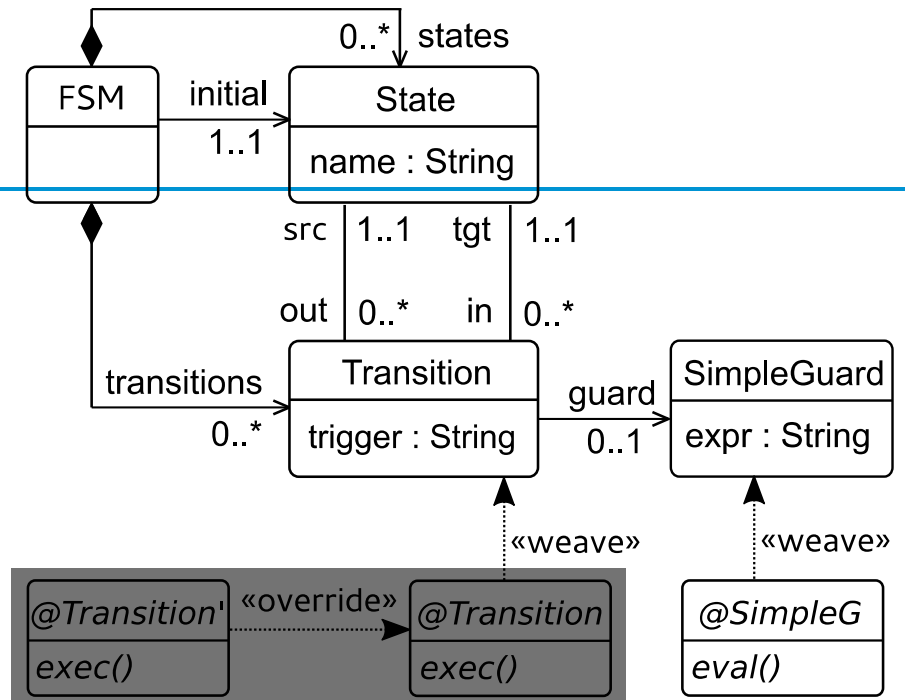 0..* states
FSM
initial
1..1
State
name : String
src 1..1 tgt 1..1
out 0..* in 0..*
transitions
0..*
Transition
trigger : String
guard
0..1
SimpleGuard
expr : String
«weave» «weave»
@Transition' «override» @Transition @SimpleG
exec() exec() eval()